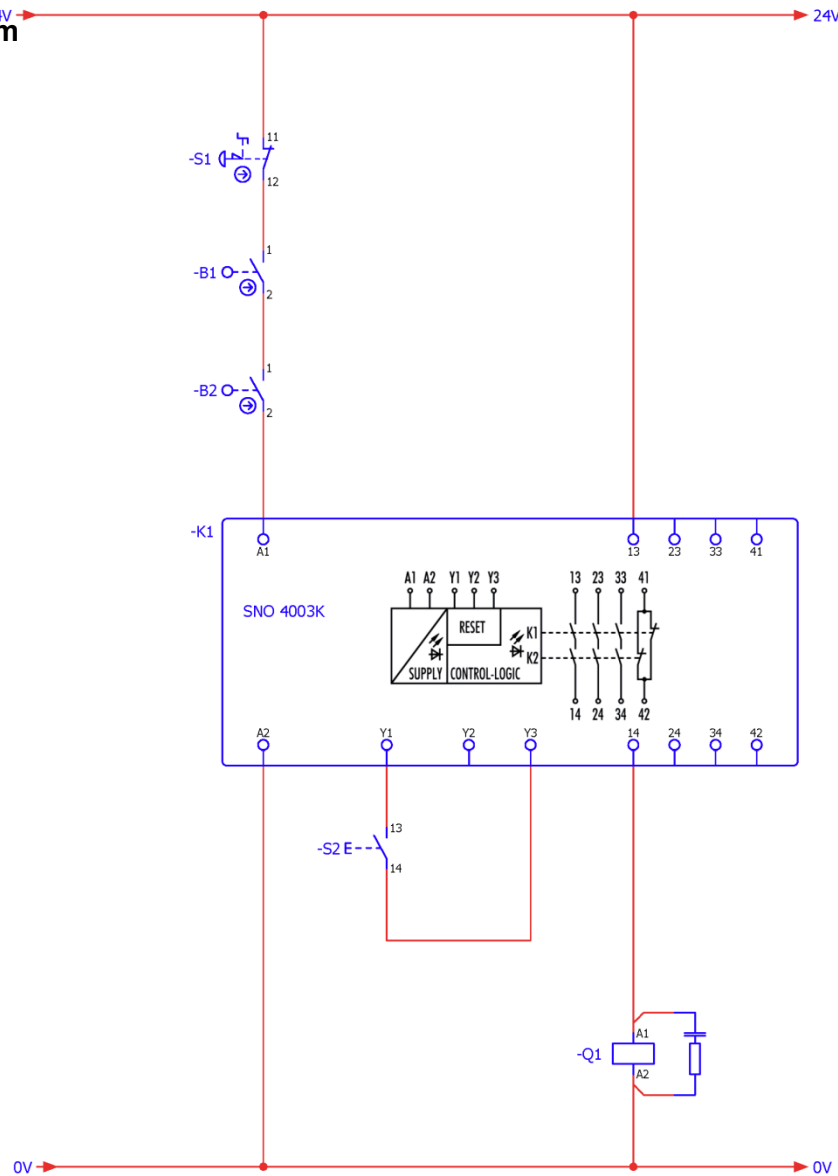 24V
-S1
11
12
-B1
1
2
-B2
1
2
-K1
A1
13
23
33
41
SNO 4003K
A1 A2 Y1 Y2 Y3
13 23 33 41
RESET
K1
K2
SUPPLY
CONTROL-LOGIC
14 24 34 42
A2
Y1
Y2
Y3
14
24
34
42
-S2
13
14
-Q1
A1
A2
0V
0V